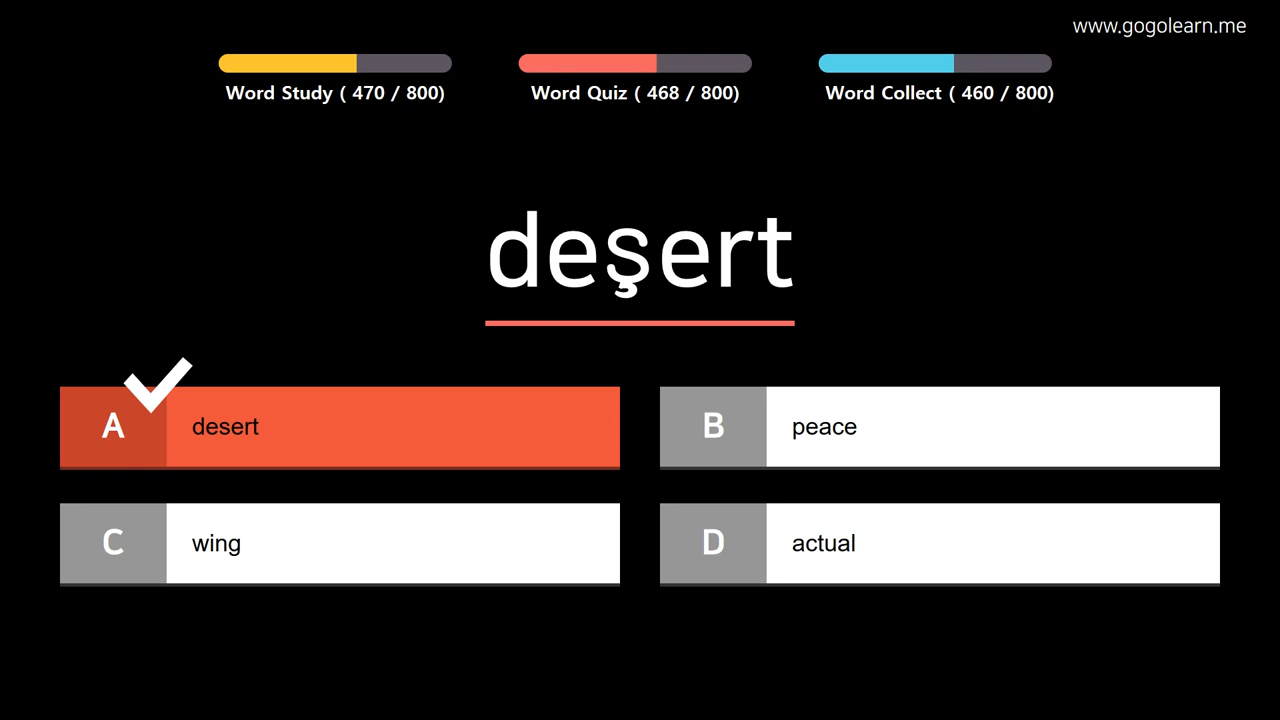 www.gogolearn.me
Word Study ( 470 / 800)
Word Quiz ( 468 / 800)
Word Collect ( 460 / 800)
deşert
A desert
B peace
C wing
D actual